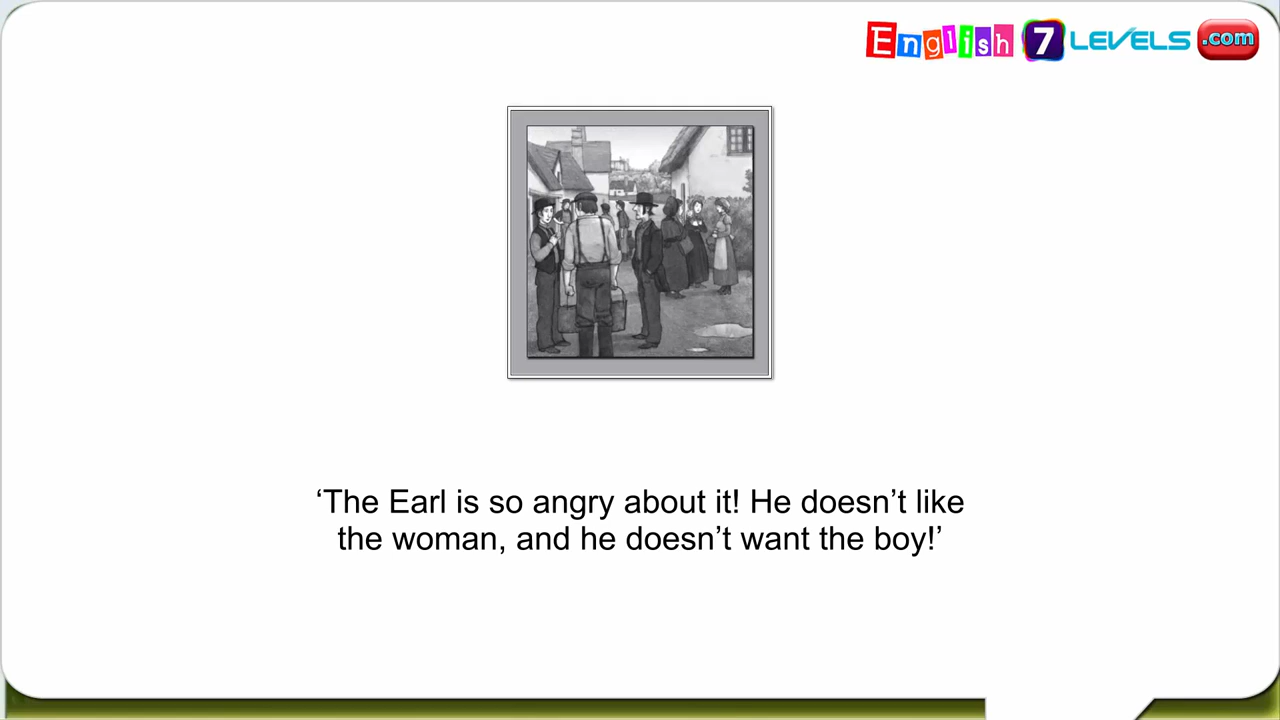 English 7 LEVELS .com
‘The Earl is so angry about it! He doesn’t like
the woman, and he doesn’t want the boy!’